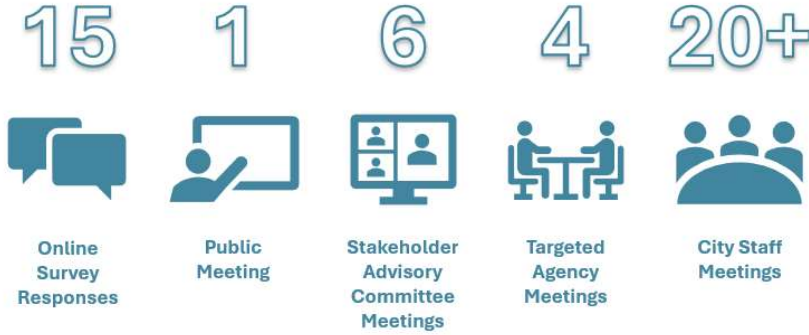 15 1 6 4 20+
Online
Survey
Responses
Public
Meeting
Stakeholder
Advisory
Committee
Meetings
Targeted
Agency
Meetings
City Staff
Meetings